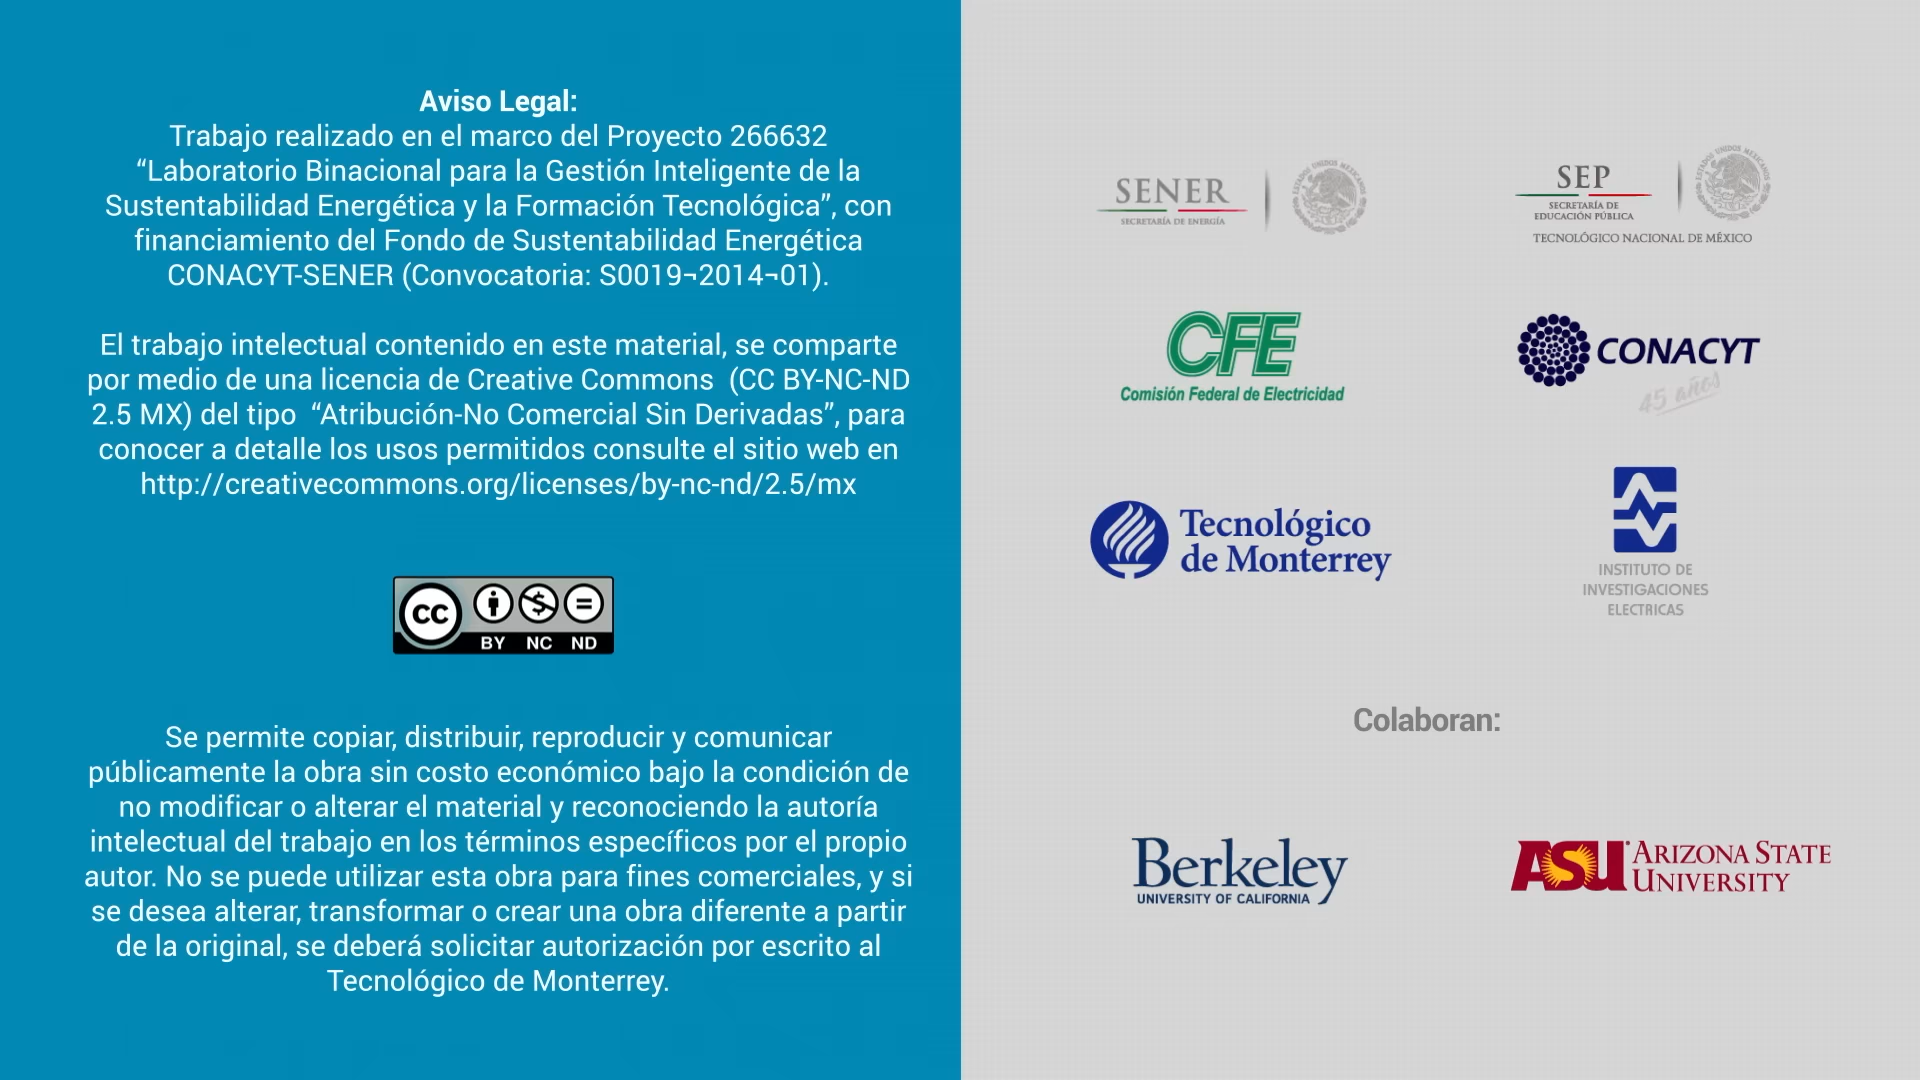 Aviso Legal:
Trabajo realizado en el marco del Proyecto 266632
“Laboratorio Binacional para la Gestión Inteligente de la
Sustentabilidad Energética y la Formación Tecnológica”, con
financiamiento del Fondo de Sustentabilidad Energética
CONACYT-SENER (Convocatoria: S0019¬2014¬01).
El trabajo intelectual contenido en este material, se comparte
por medio de una licencia de Creative Commons (CC BY-NC-ND
2.5 MX) del tipo “Atribución-No Comercial Sin Derivadas”, para
conocer a detalle los usos permitidos consulte el sitio web en
http://creativecommons.org/licenses/by-nc-nd/2.5/mx
CC
BY NC ND
Se permite copiar, distribuir, reproducir y comunicar
públicamente la obra sin costo económico bajo la condición de
no modificar o alterar el material y reconociendo la autoría
intelectual del trabajo en los términos específicos por el propio
autor. No se puede utilizar esta obra para fines comerciales, y si
se desea alterar, transformar o crear una obra diferente a partir
de la original, se deberá solicitar autorización por escrito al
Tecnológico de Monterrey.
SENER
SECRETARÍA DE ENERGÍA
ESTADOS UNIDOS MEXICANOS
SEP
SECRETARÍA DE
EDUCACIÓN PÚBLICA
ESTADOS UNIDOS MEXICANOS
TECNOLÓGICO NACIONAL DE MÉXICO
CFE
Comisión Federal de Electricidad
CONACYT
45 años
Tecnológico
de Monterrey
INSTITUTO DE
INVESTIGACIONES
ELECTRICAS
Colaboran:
Berkeley
UNIVERSITY OF CALIFORNIA
ASU
ARIZONA STATE
UNIVERSITY